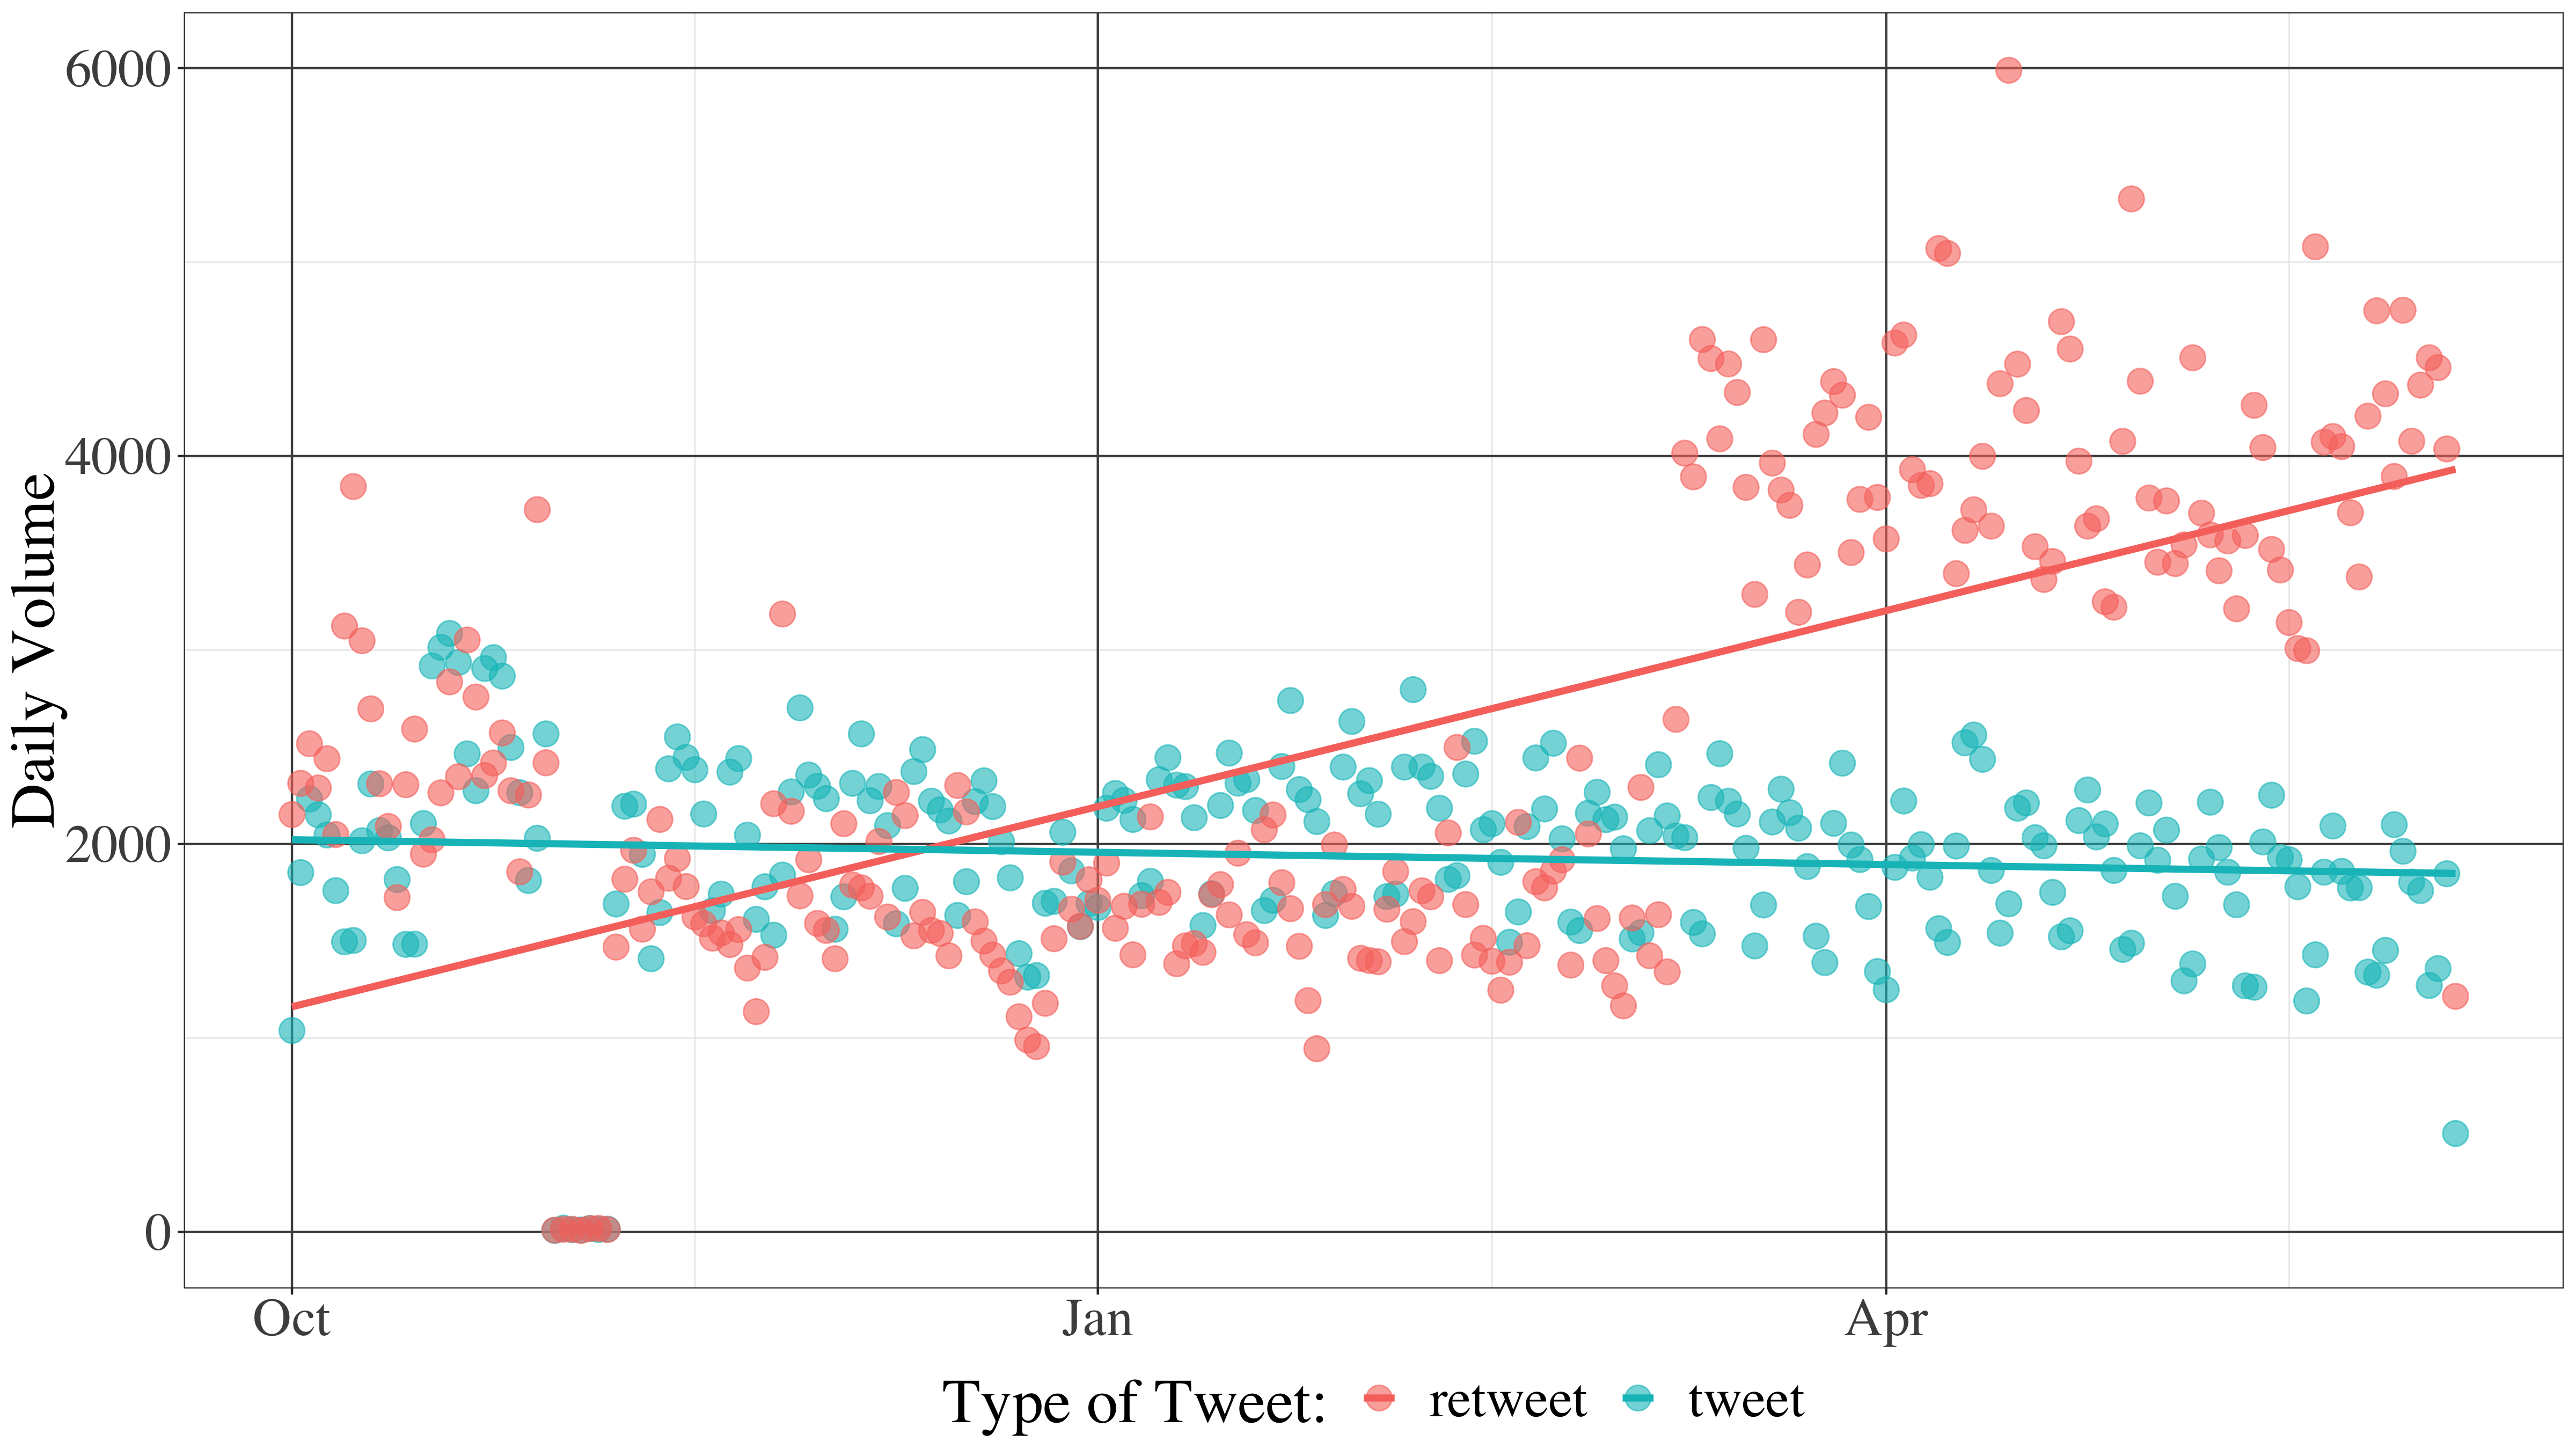 6000
4000
2000
0
Daily Volume
Oct Jan Apr
Type of Tweet: retweet tweet